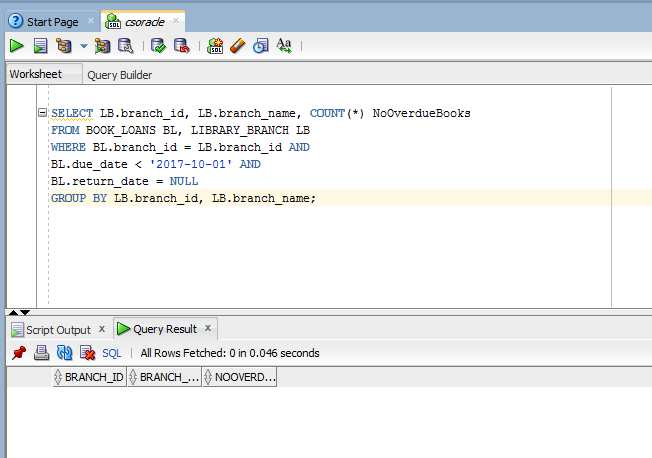 Start Page
csoracle
Worksheet
Query Builder
SELECT LB.branch_id, LB.branch_name, COUNT(*) NoOverdueBooks
FROM BOOK_LOANS BL, LIBRARY_BRANCH LB
WHERE BL.branch_id = LB.branch_id AND
BL.due_date < '2017-10-01' AND
BL.return_date = NULL
GROUP BY LB.branch_id, LB.branch_name;
Script Output x
Query Result x
SQL
All Rows Fetched: 0 in 0.046 seconds
BRANCH_ID BRANCH_... NOOVERD...